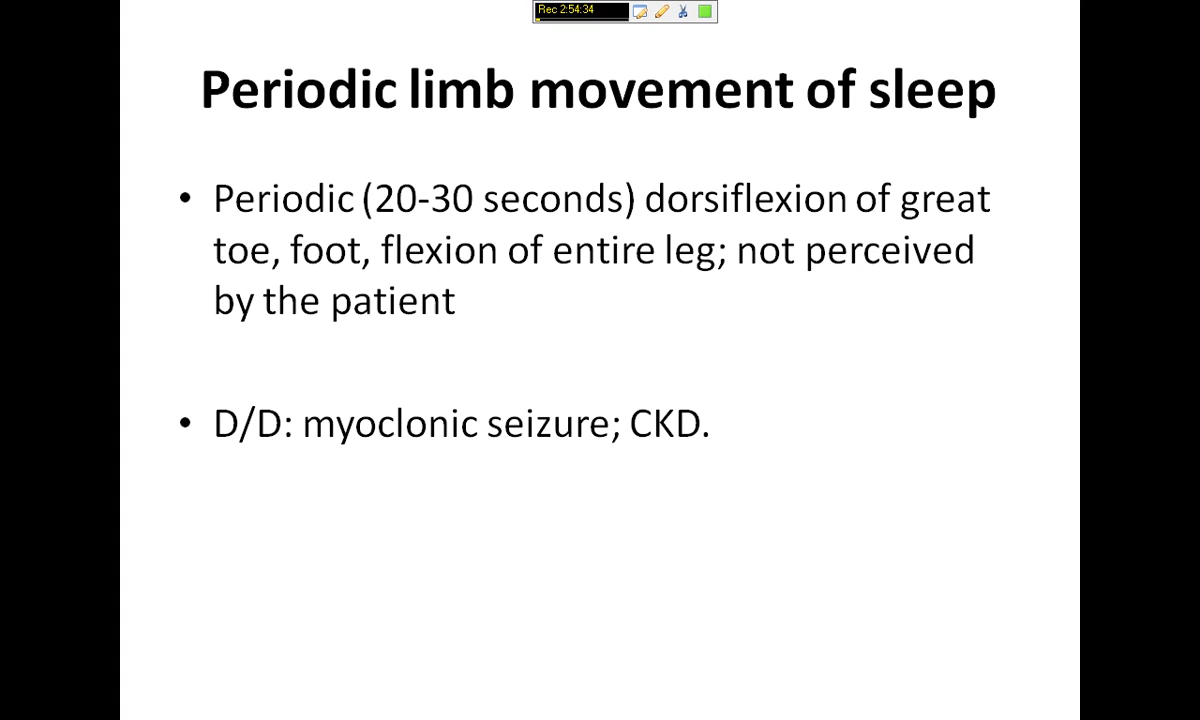 Rec 2:54:34
Periodic limb movement of sleep
• Periodic (20-30 seconds) dorsiflexion of great
toe, foot, flexion of entire leg; not perceived
by the patient
• D/D: myoclonic seizure; CKD.